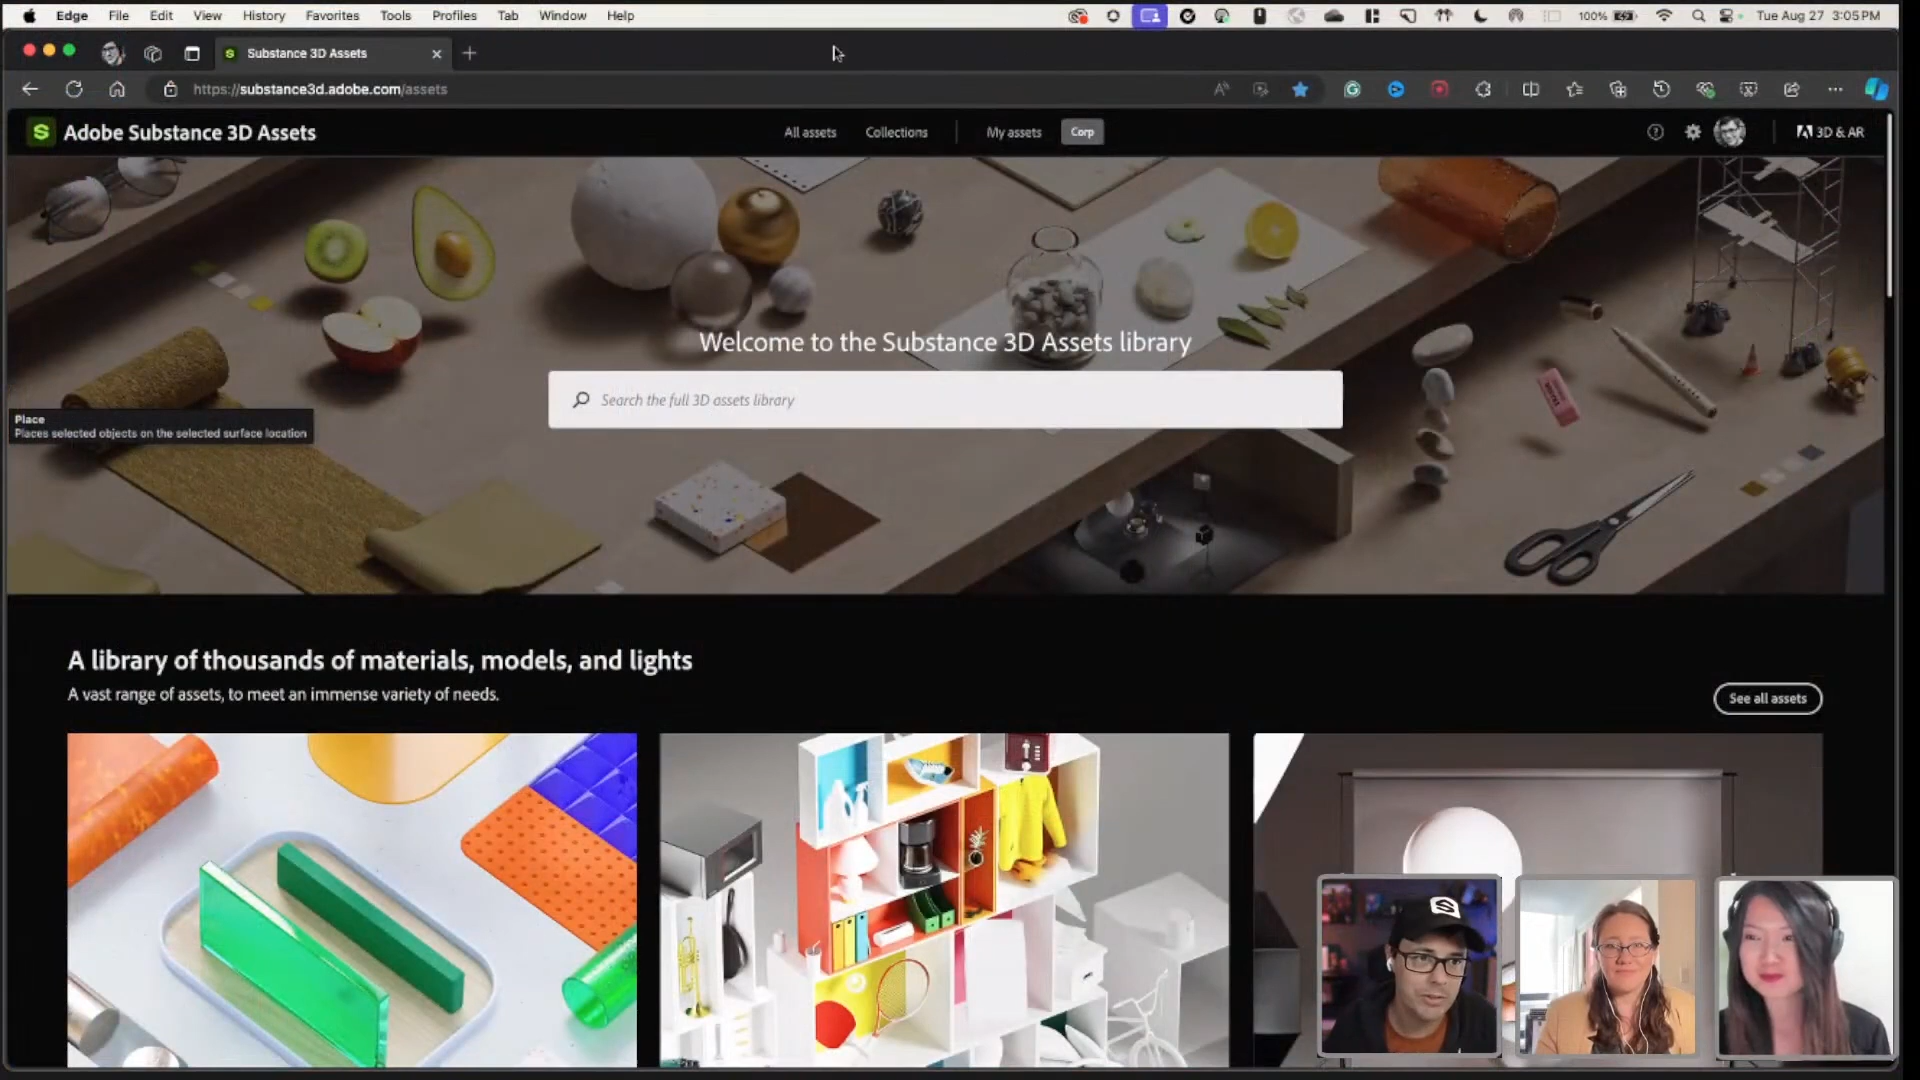 Edge File Edit View History Favorites Tools Profiles Tab Window Help 100% Tue Aug 27 3:05PM
Substance 3D Assets
https://substance3d.adobe.com/assets
Adobe Substance 3D Assets All assets Collections My assets Corp 3D & AR
Welcome to the Substance 3D Assets library
Search the full 3D assets library
Place
Places selected objects on the selected surface location
A library of thousands of materials, models, and lights
A vast range of assets, to meet an immense variety of needs.
See all assets